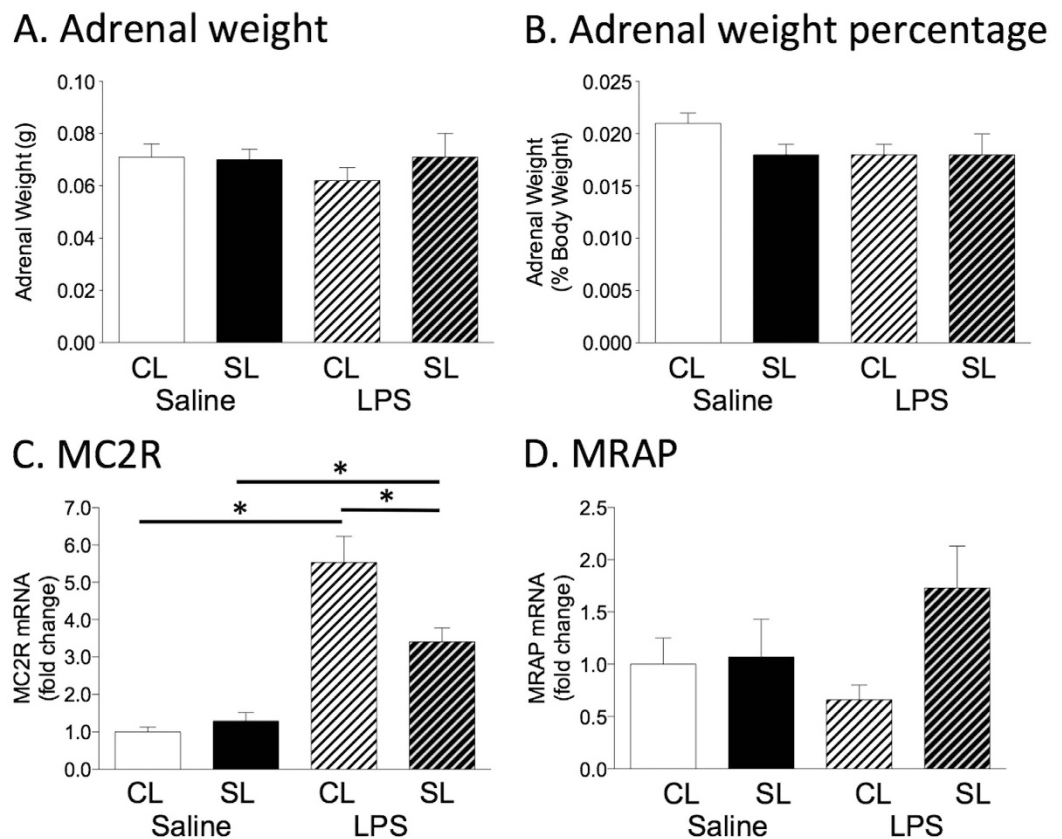 A. Adrenal weight
Adrenal Weight (g)
0.10
0.08
0.06
0.04
0.02
0.00
CL SL CL SL
Saline LPS
B. Adrenal weight percentage
Adrenal Weight
(% Body Weight)
0.025
0.020
0.015
0.010
0.005
0.000
CL SL CL SL
Saline LPS
C. MC2R
MC2R mRNA
(fold change)
7.0
6.0
5.0
4.0
3.0
2.0
1.0
0.0
*
*
*
CL SL CL SL
Saline LPS
D. MRAP
MRAP mRNA
(fold change)
2.5
2.0
1.5
1.0
0.5
0.0
CL SL CL SL
Saline LPS